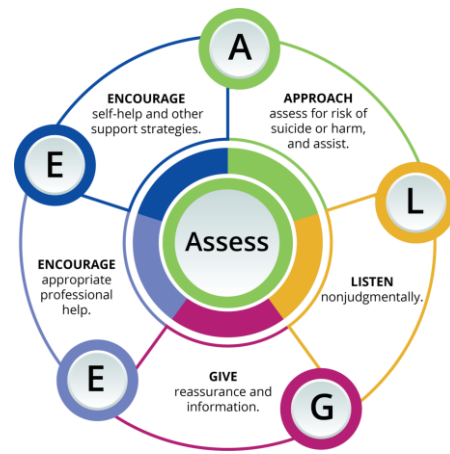 A
APPROACH
assess for risk of
suicide or harm,
and assist.
L
LISTEN
nonjudgmentally.
G
GIVE
reassurance and
information.
E
ENCOURAGE
appropriate
professional
help.
E
ENCOURAGE
self-help and other
support strategies.
Assess